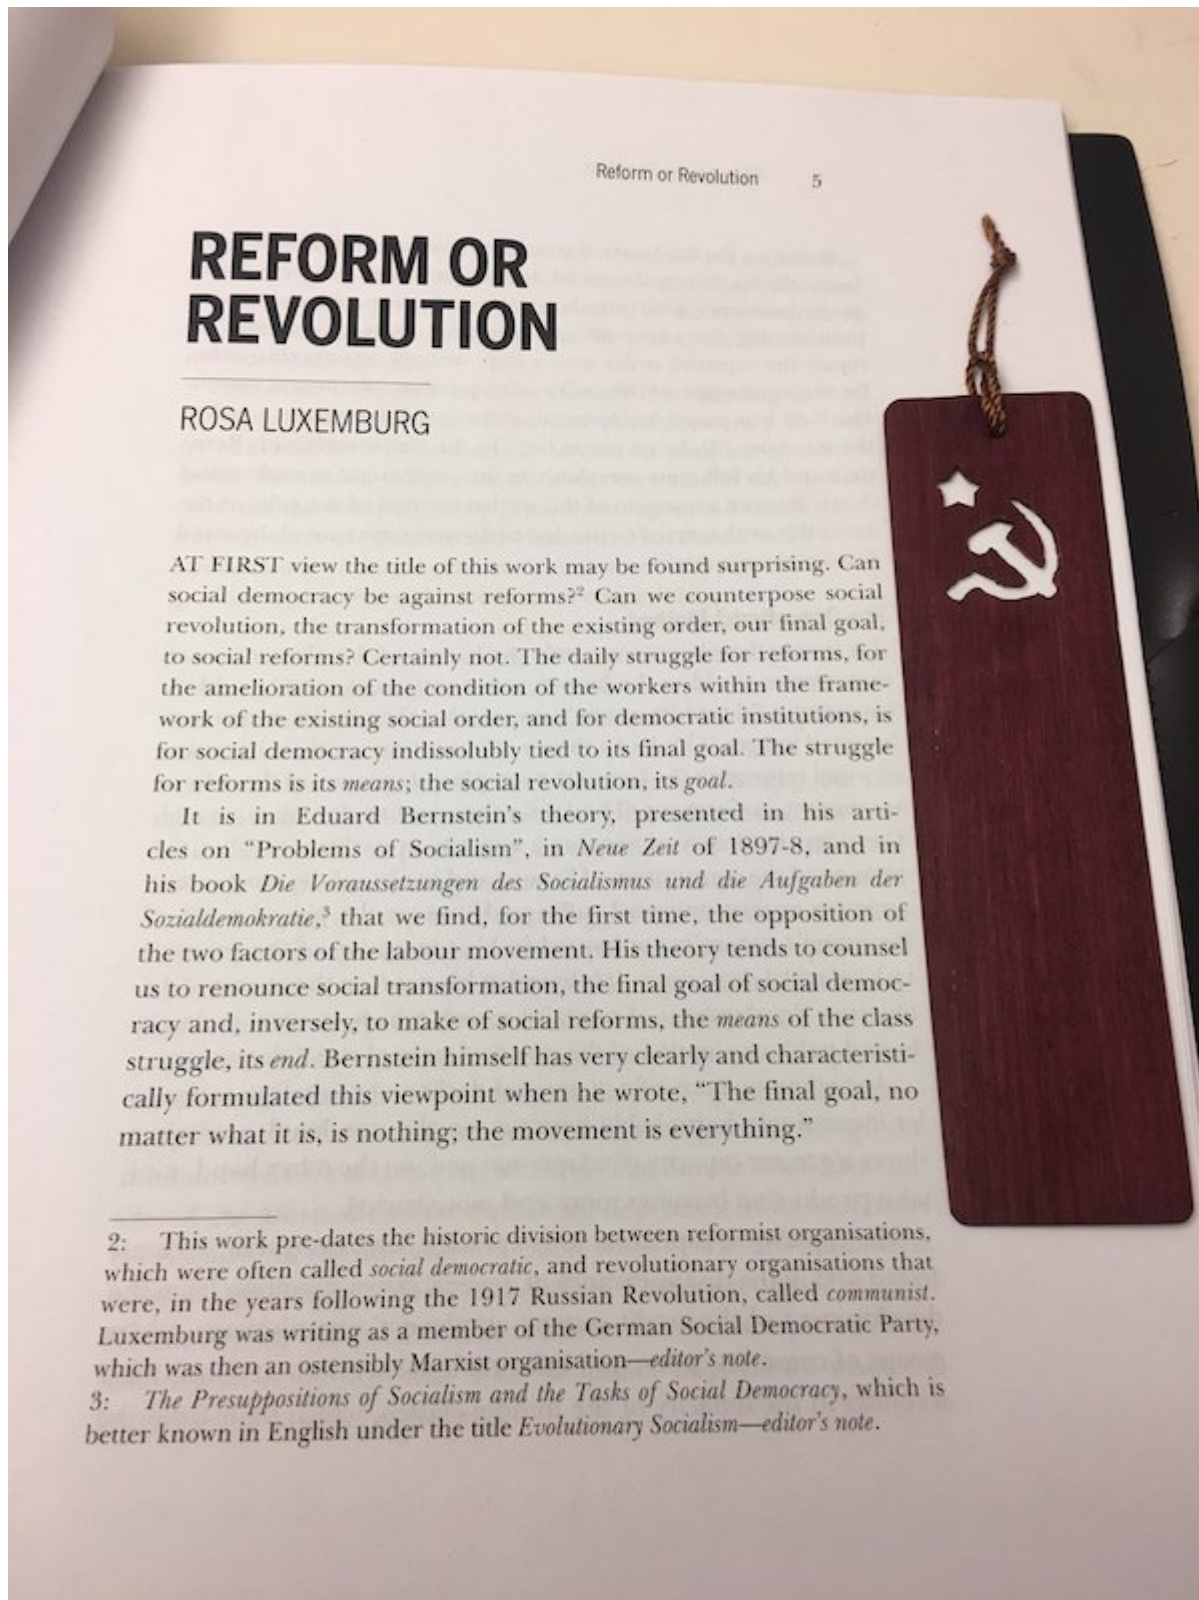 Reform or Revolution 5
REFORM OR
REVOLUTION
ROSA LUXEMBURG
AT FIRST view the title of this work may be found surprising. Can
social democracy be against reforms?² Can we counterpose social
revolution, the transformation of the existing order, our final goal,
to social reforms? Certainly not. The daily struggle for reforms, for
the amelioration of the condition of the workers within the frame-
work of the existing social order, and for democratic institutions, is
for social democracy indissolubly tied to its final goal. The struggle
for reforms is its means; the social revolution, its goal.
It is in Eduard Bernstein's theory, presented in his arti-
cles on “Problems of Socialism”, in Neue Zeit of 1897-8, and in
his book Die Voraussetzungen des Socialismus und die Aufgaben der
Sozialdemokratie,³ that we find, for the first time, the opposition of
the two factors of the labour movement. His theory tends to counsel
us to renounce social transformation, the final goal of social democ-
racy and, inversely, to make of social reforms, the means of the class
struggle, its end. Bernstein himself has very clearly and characteristi-
cally formulated this viewpoint when he wrote, “The final goal, no
matter what it is, is nothing; the movement is everything.”
2: This work pre-dates the historic division between reformist organisations,
which were often called social democratic, and revolutionary organisations that
were, in the years following the 1917 Russian Revolution, called communist.
Luxemburg was writing as a member of the German Social Democratic Party,
which was then an ostensibly Marxist organisation—editor's note.
3: The Presuppositions of Socialism and the Tasks of Social Democracy, which is
better known in English under the title Evolutionary Socialism—editor's note.